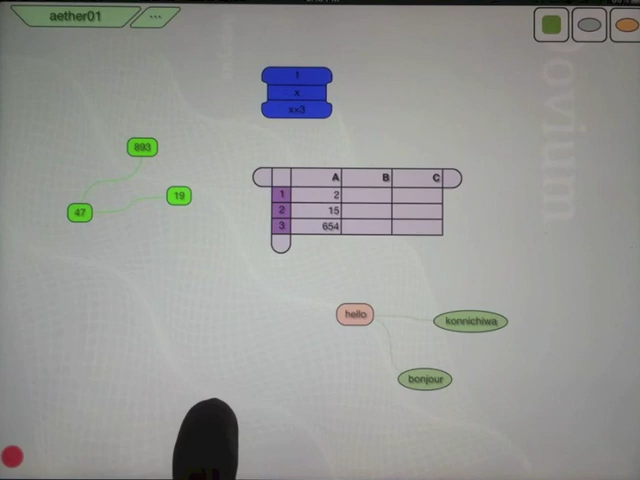 aether01 ...
f
x
x×3
893
19
47
A B C
1 2
2 15
3 654
hello
konnichiwa
bonjour
ovium